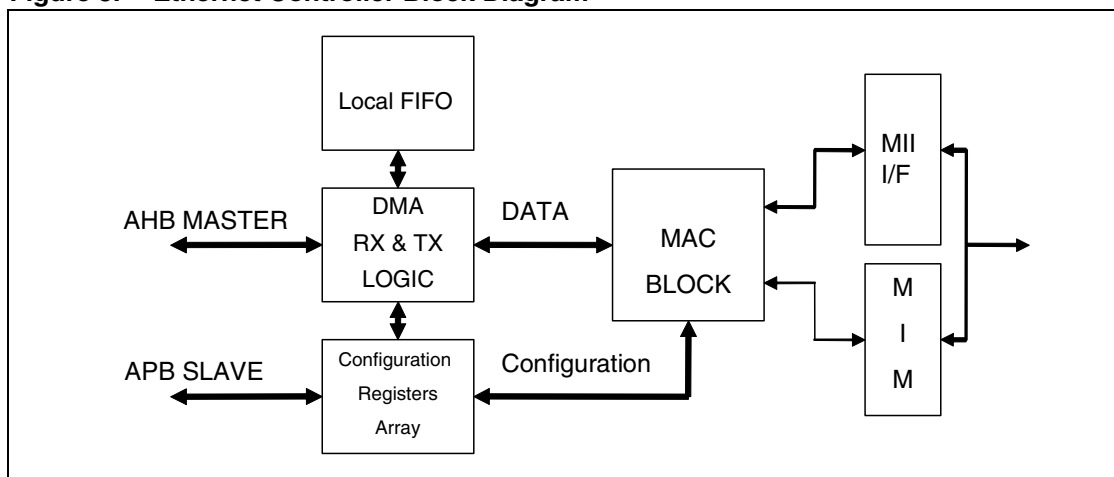 Figure Ethernet Controller Block Diagram
Local FIFO
MII
I/F
AHB MASTER
DMA
RX & TX
LOGIC
DATA
MAC
BLOCK
M
I
M
APB SLAVE
Configuration
Registers
Array
Configuration